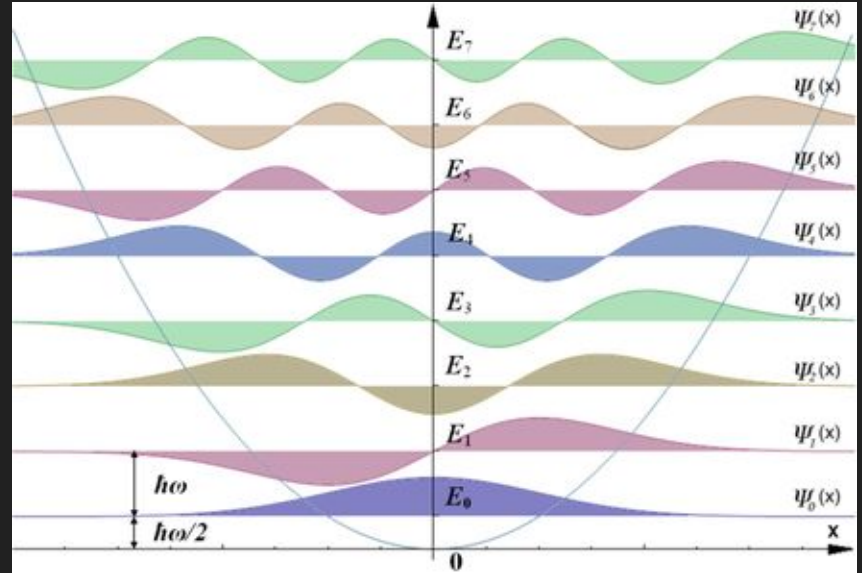 E₇ ψ₇(x)
E₆ ψ₆(x)
E₅ ψ₅(x)
E₄ ψ₄(x)
E₃ ψ₃(x)
E₂ ψ₂(x)
E₁ ψ₁(x)
ħω
E₀ ψ₀(x)
ħω/2
x
0